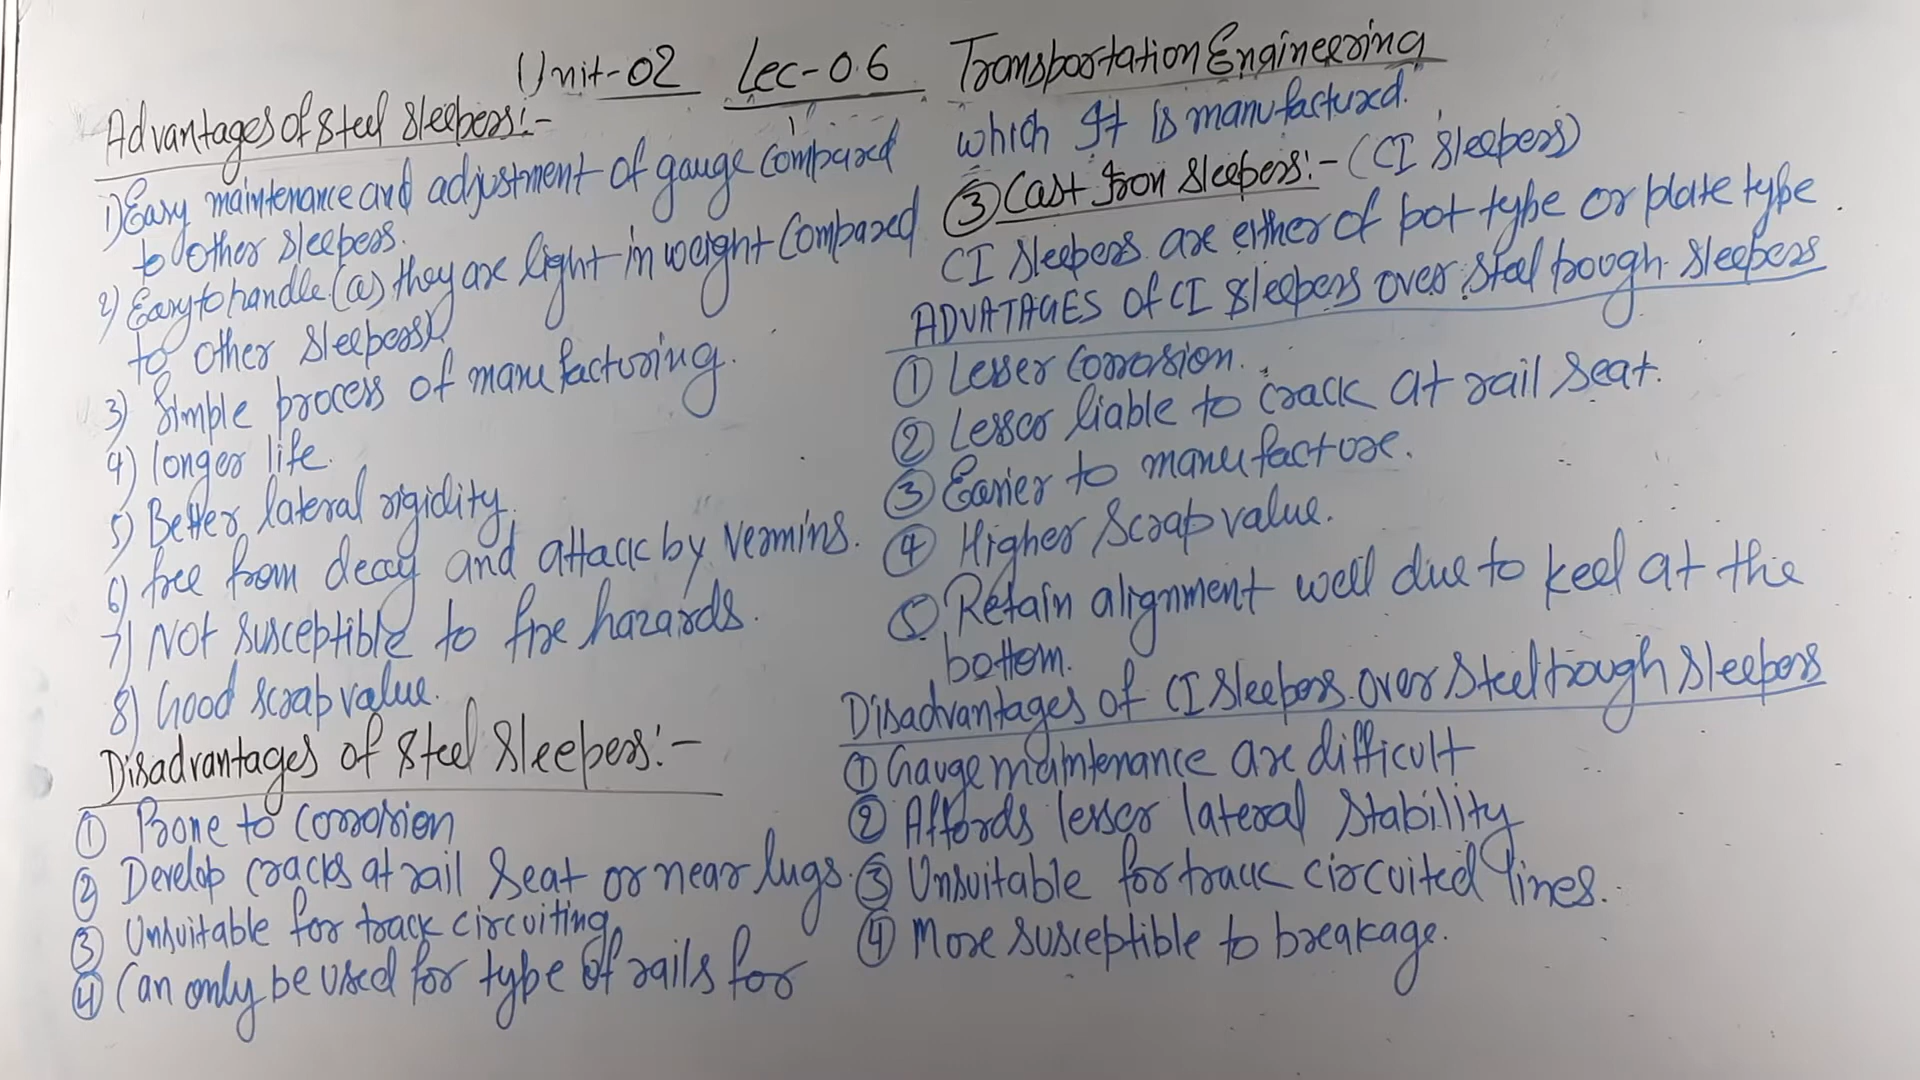 Unit-02 Lec-06 Transportation Engineering
Advantages of steel sleepers:-
1) Easy maintenance and adjustment of gauge compared
to other sleepers.
2) Easy to handle (as) they are light in weight compared
to other sleepers)
3) Simple process of manufacturing.
4) longer life.
5) Better lateral rigidity.
6) free from decay and attack by vermins.
7) Not susceptible to fire hazards.
8) Good scrap value.
Disadvantages of steel sleepers:-
① Prone to corrosion
② Develop cracks at rail seat or near lugs.
③ Unsuitable for track circuiting
④ Can only be used for type of rails for
which It is manufactured.
③ Cast Iron sleepers:- (CI sleepers)
CI sleepers are either of pot type or plate type.
ADVATAGES of CI sleepers over steel trough sleepers
① Lesser corrosion.
② Lesser liable to crack at rail seat.
③ Easier to manufacture.
④ Higher scrap value.
⑤ Retain alignment well due to keel at the
bottom.
Disadvantages of CI sleepers over steel trough sleepers
① Gauge maintenance are difficult
② Affords lesser lateral stability
③ Unsuitable for track circuited lines.
④ More susceptible to breakage.